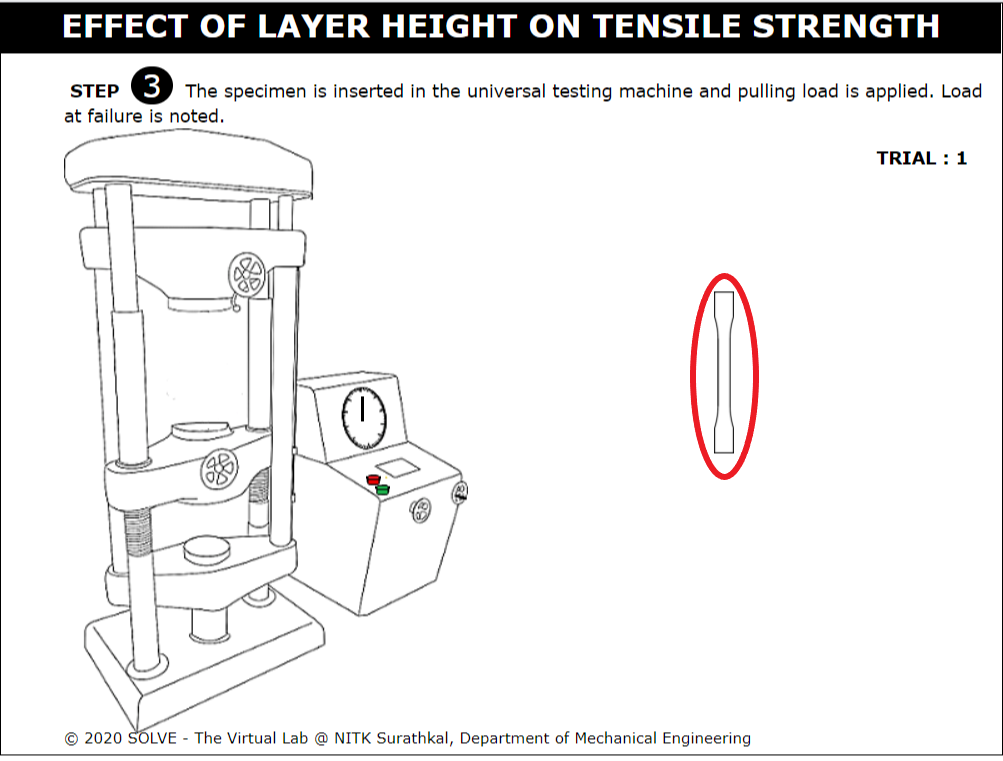 EFFECT OF LAYER HEIGHT ON TENSILE STRENGTH
STEP 3 The specimen is inserted in the universal testing machine and pulling load is applied. Load
at failure is noted.
TRIAL : 1
© 2020 SOLVE - The Virtual Lab @ NITK Surathkal, Department of Mechanical Engineering